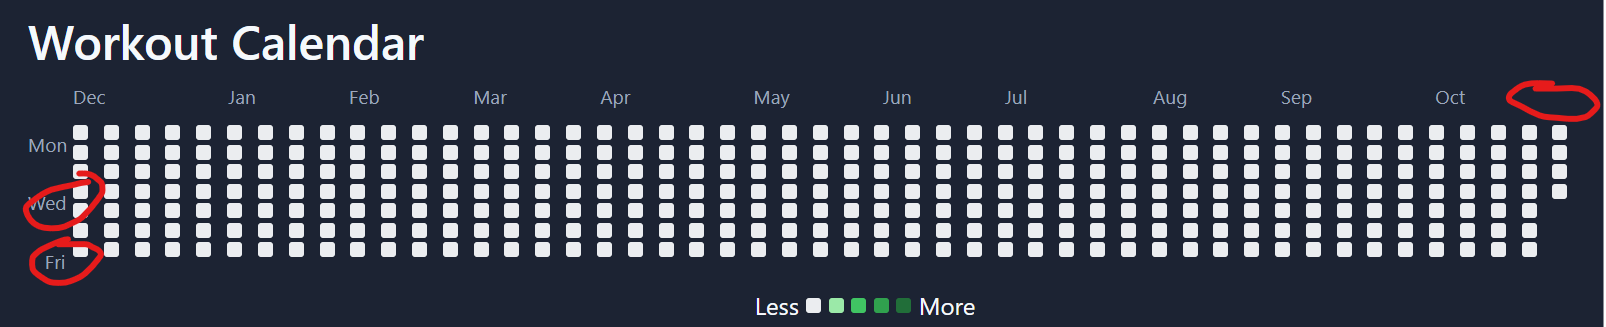 Workout Calendar
Dec Jan Feb Mar Apr May Jun Jul Aug Sep Oct
Mon
Wed
Fri
Less More